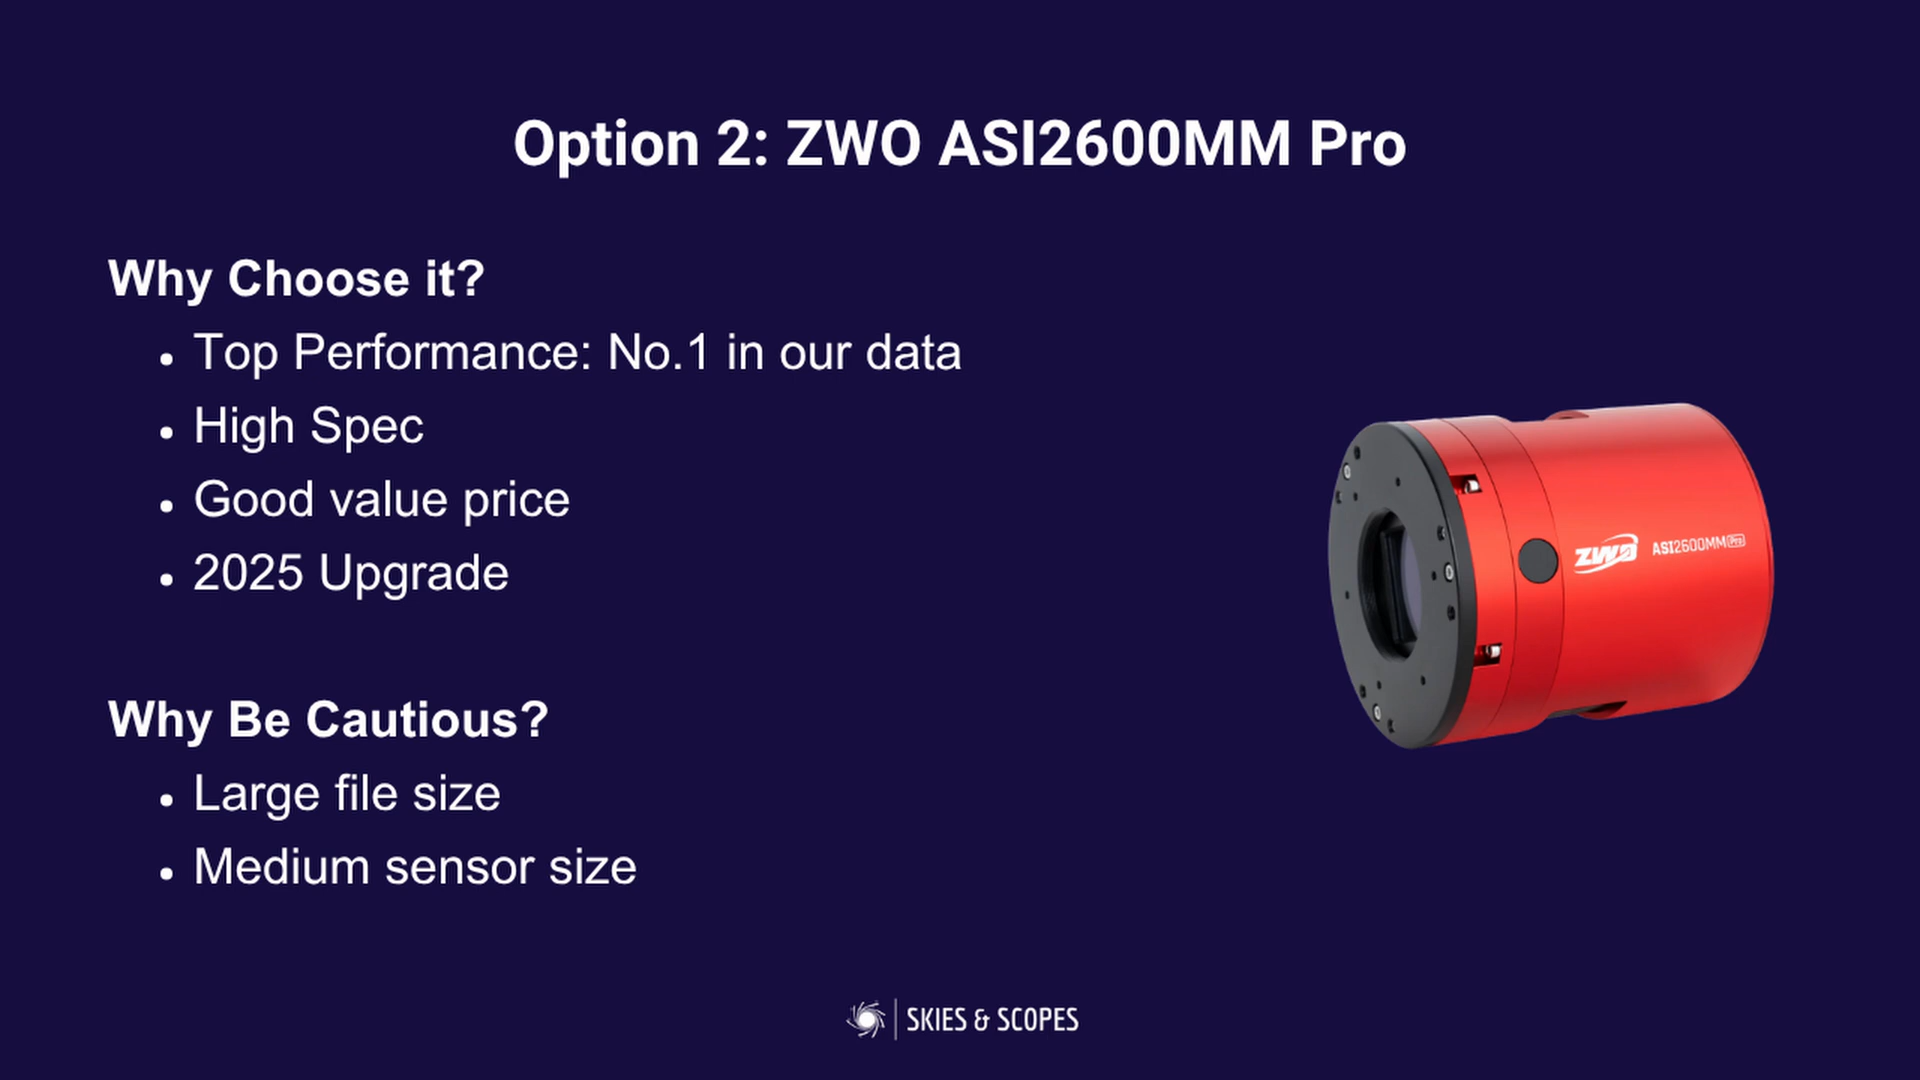 Option 2: ZWO ASI2600MM Pro
Why Choose it?
• Top Performance: No.1 in our data
• High Spec
• Good value price
• 2025 Upgrade
Why Be Cautious?
• Large file size
• Medium sensor size
ZWO ASI2600MM Pro
SKIES & SCOPES